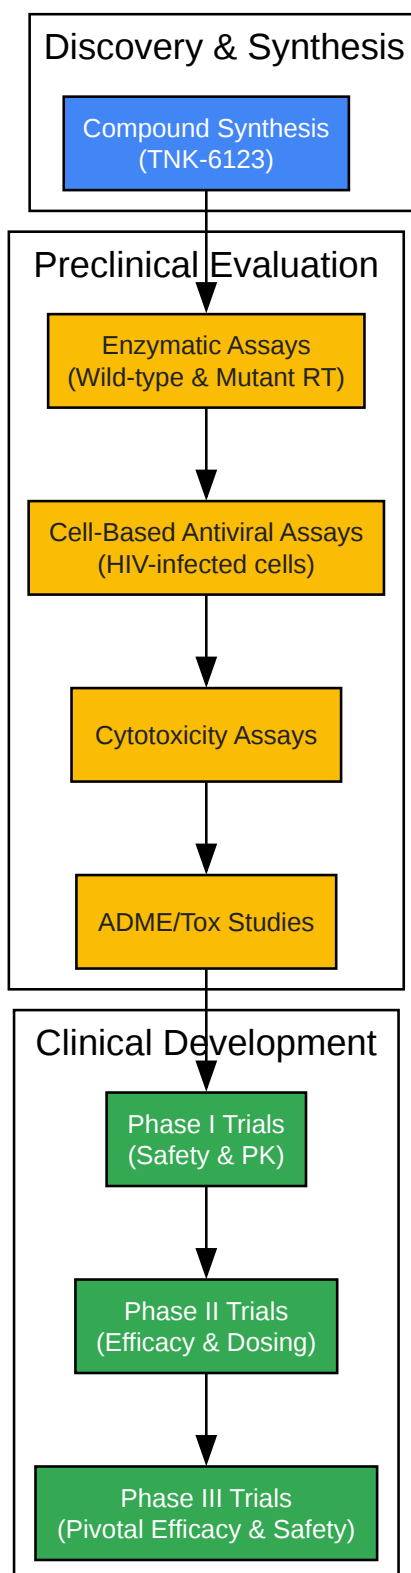 Discovery & Synthesis
Compound Synthesis
(TNK-6123)
Preclinical Evaluation
Enzymatic Assays
(Wild-type & Mutant RT)
Cell-Based Antiviral Assays
(HIV-infected cells)
Cytotoxicity Assays
ADME/Tox Studies
Clinical Development
Phase I Trials
(Safety & PK)
Phase II Trials
(Efficacy & Dosing)
Phase III Trials
(Pivotal Efficacy & Safety)